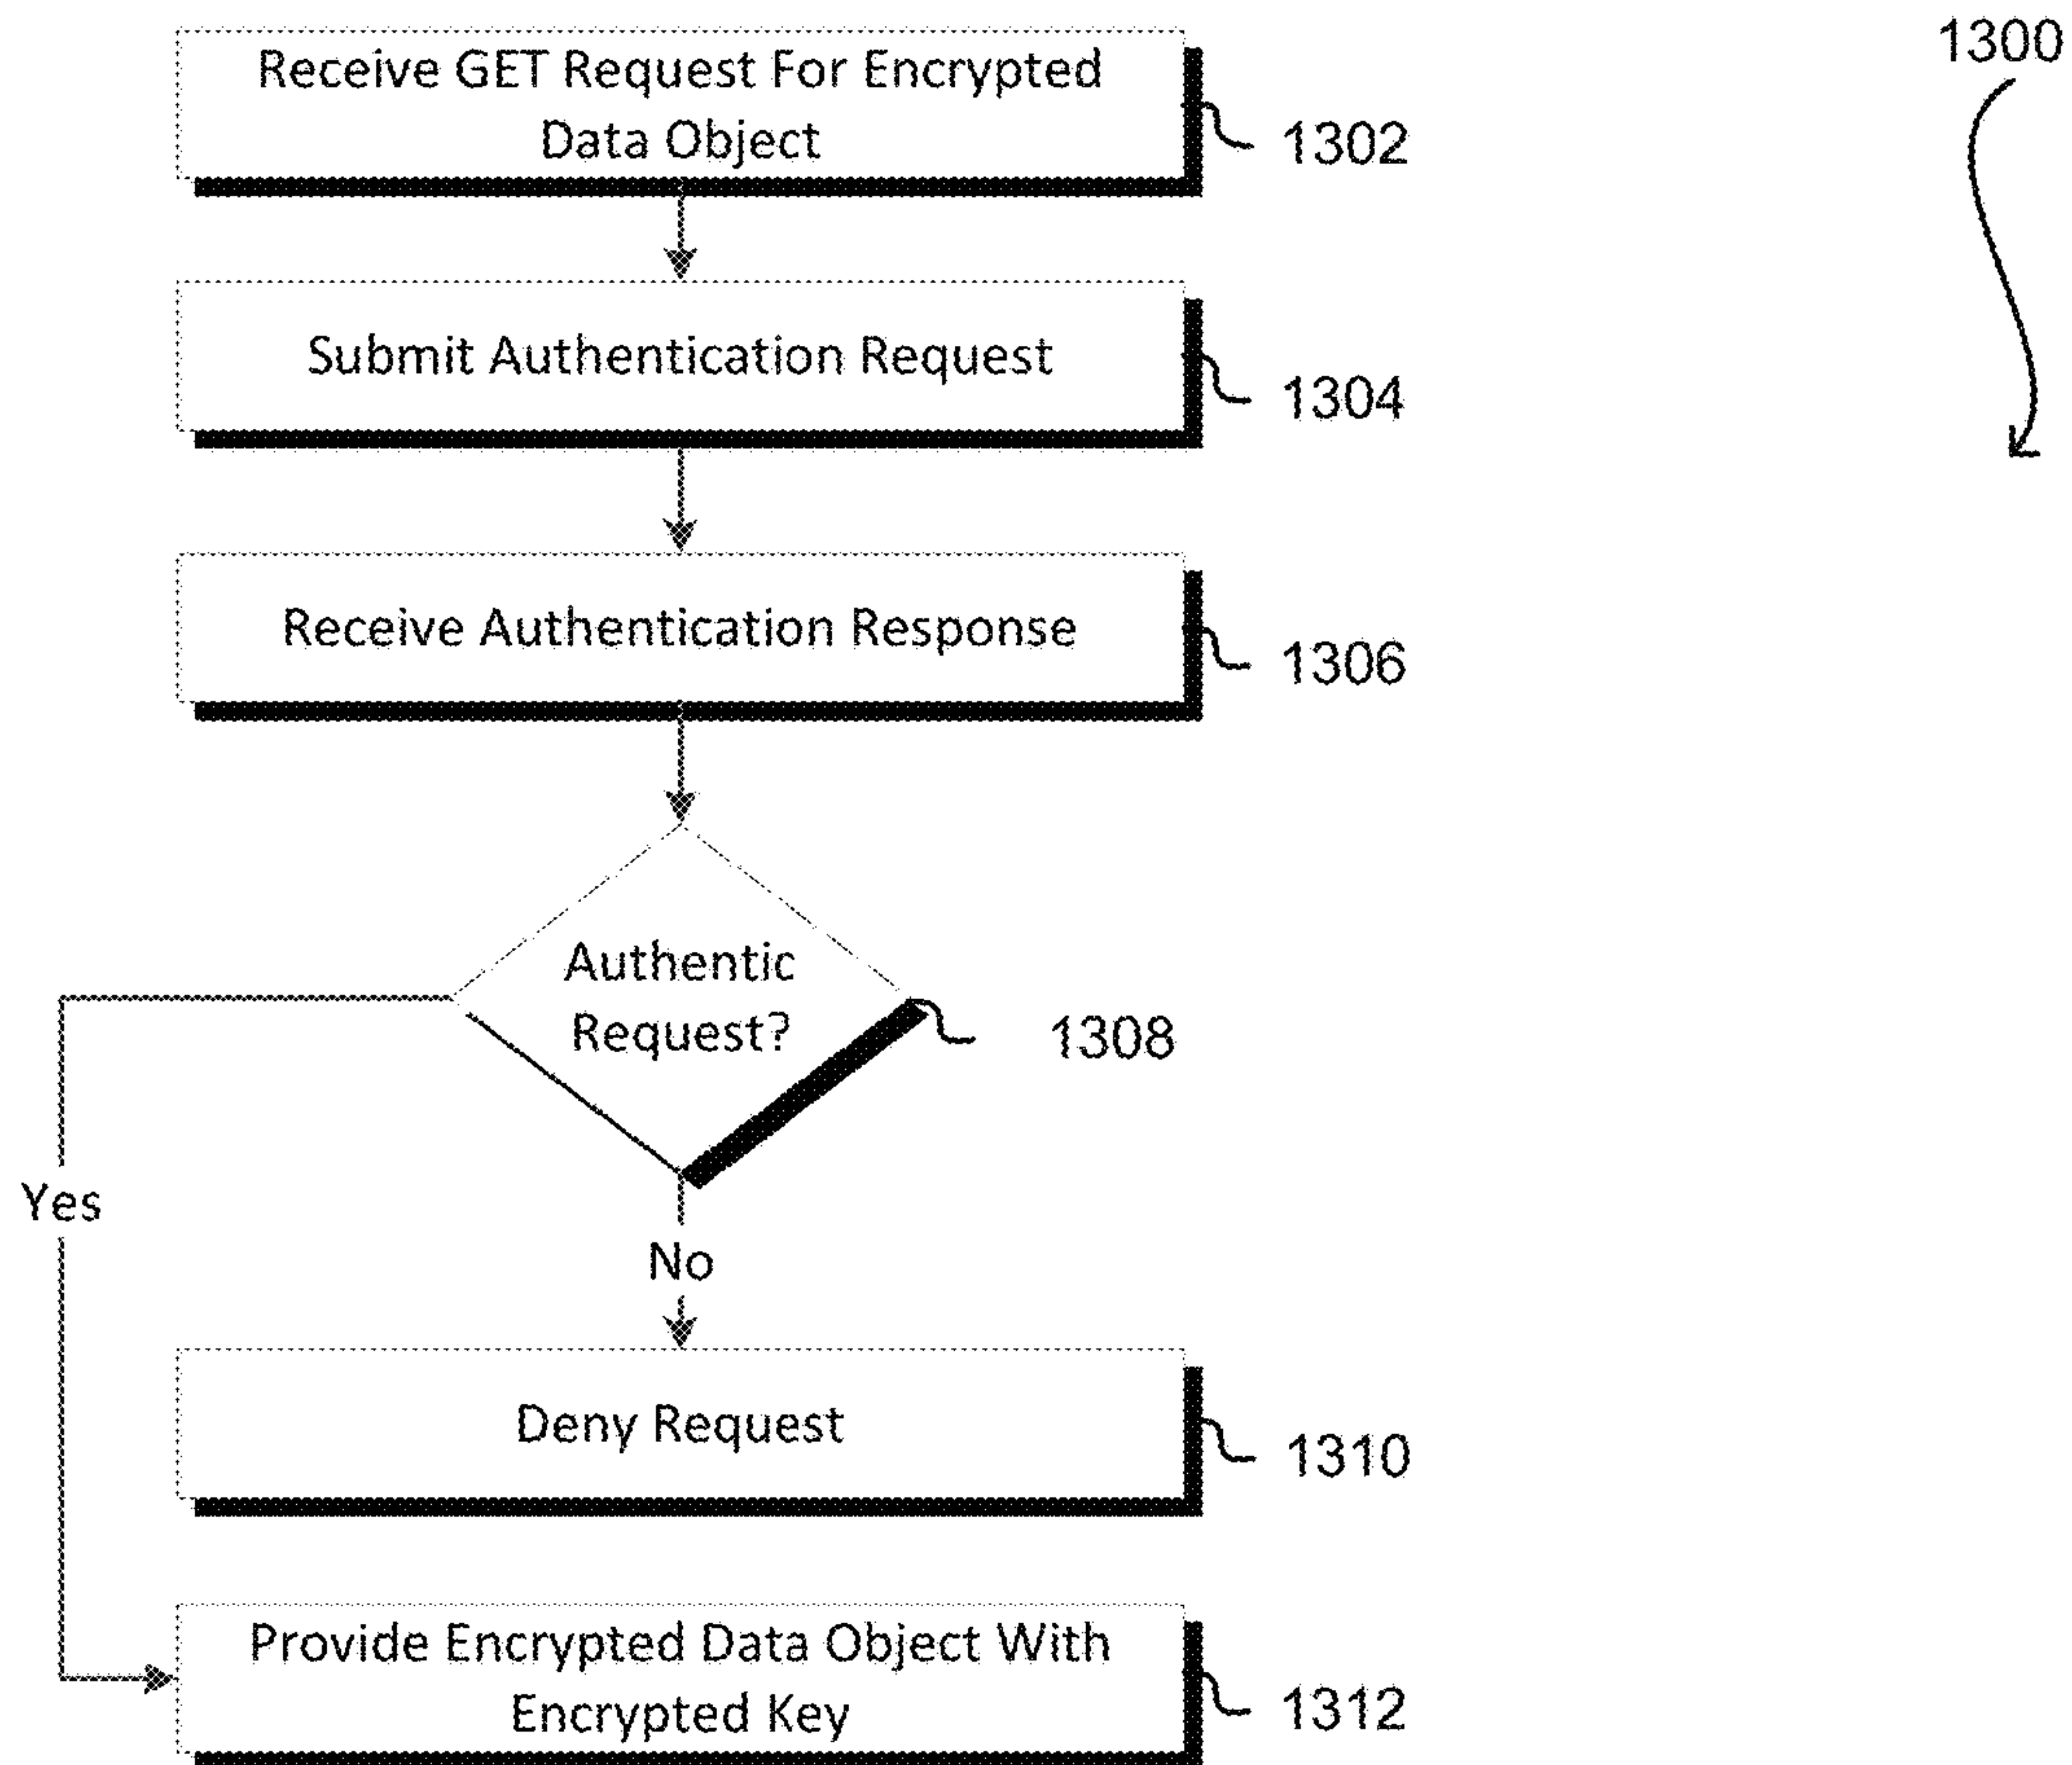 1300
Receive GET Request For Encrypted
Data Object
1302
Submit Authentication Request
1304
Receive Authentication Response
1306
Authentic
Request?
1308
Yes
No
Deny Request
1310
Provide Encrypted Data Object With
Encrypted Key
1312